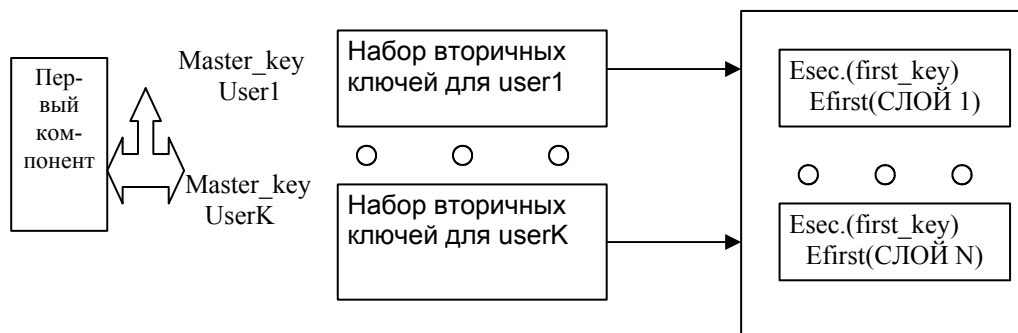 Пер-
вый
ком-
понент
Master_key
User1
Master_key
UserK
Набор вторичных
ключей для user1
Набор вторичных
ключей для userK
Esec.(first_key)
Efirst(СЛОЙ 1)
Esec.(first_key)
Efirst(СЛОЙ N)